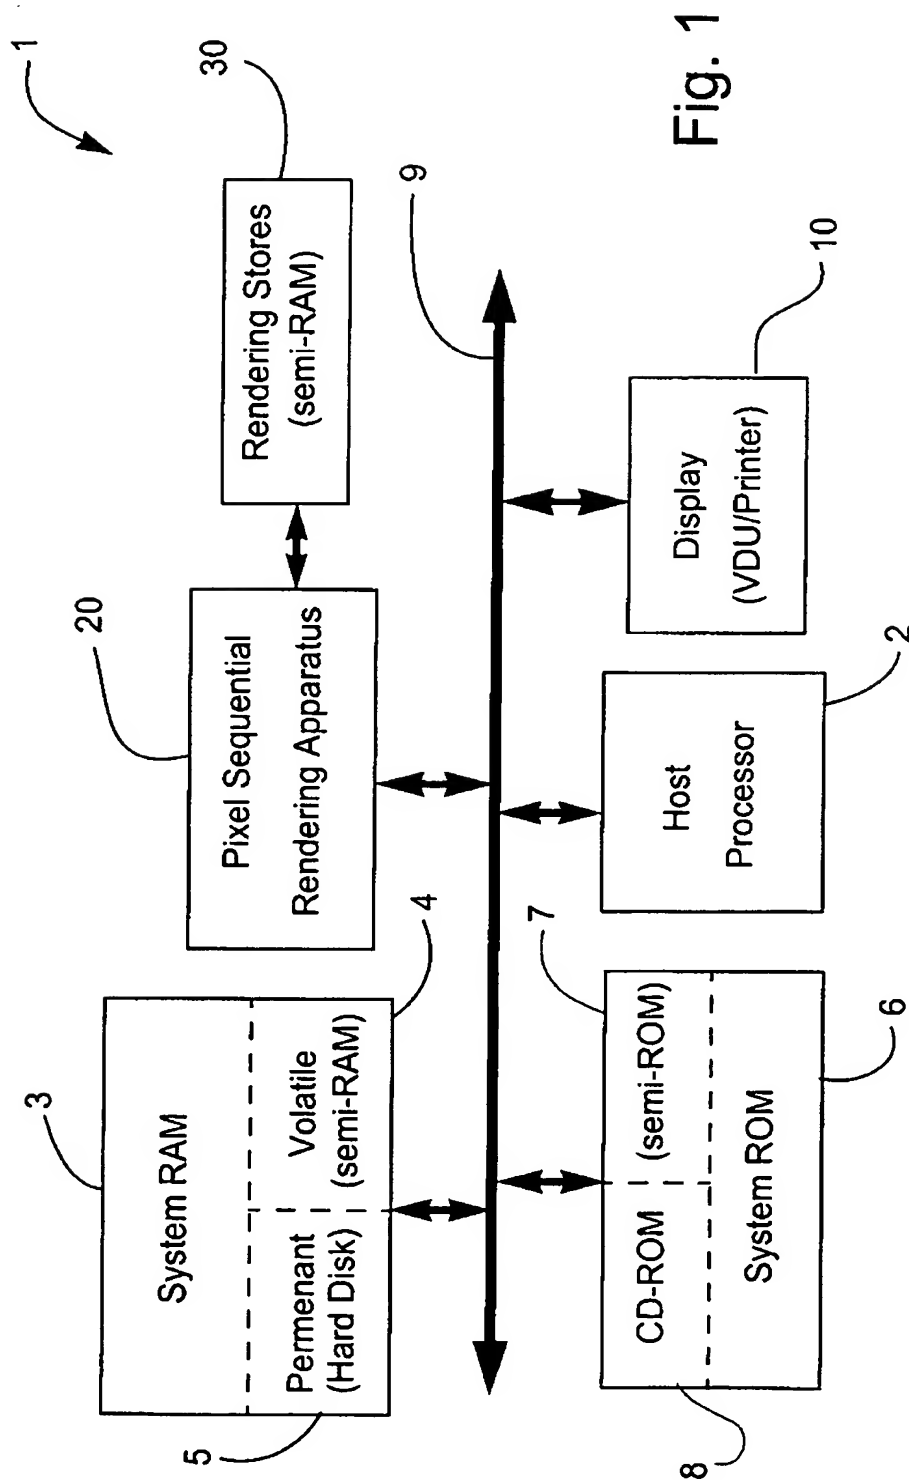 1
3
20
30
System RAM
Permenant
(Hard Disk)
Volatile
(semi-RAM)
5
4
Pixel Sequential
Rendering Apparatus
Rendering Stores
(semi-RAM)
9
8
7
CD-ROM
(semi-ROM)
System ROM
6
Host
Processor
2
Display
(VDU/Printer)
10
Fig. 1